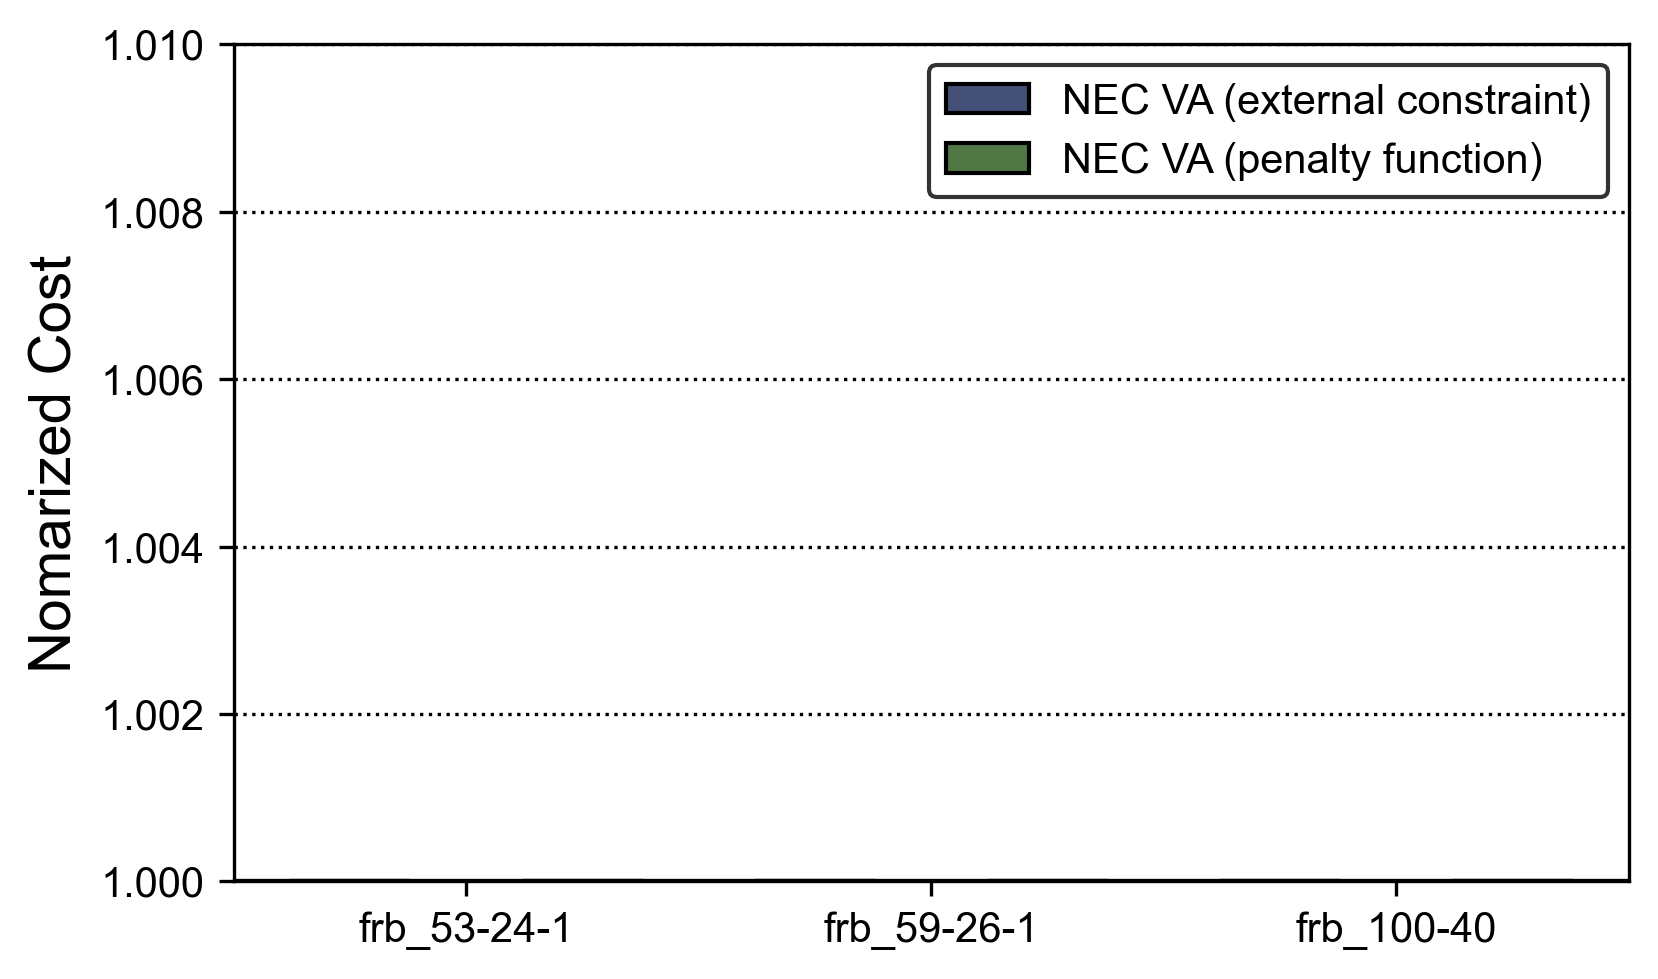 1.010
NEC VA (external constraint)
NEC VA (penalty function)
1.008
1.006
1.004
1.002
1.000
Nomarized Cost
frb_53-24-1
frb_59-26-1
frb_100-40